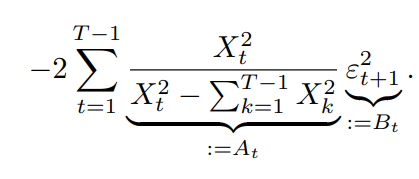 $$-2 \sum_{t=1}^{T-1} \underbrace{\frac{X_t^2}{X_t^2 - \sum_{k=1}^{T-1} X_k^2}}_{:=A_t} \underbrace{\varepsilon_{t+1}^2}_{:=B_t}.$$